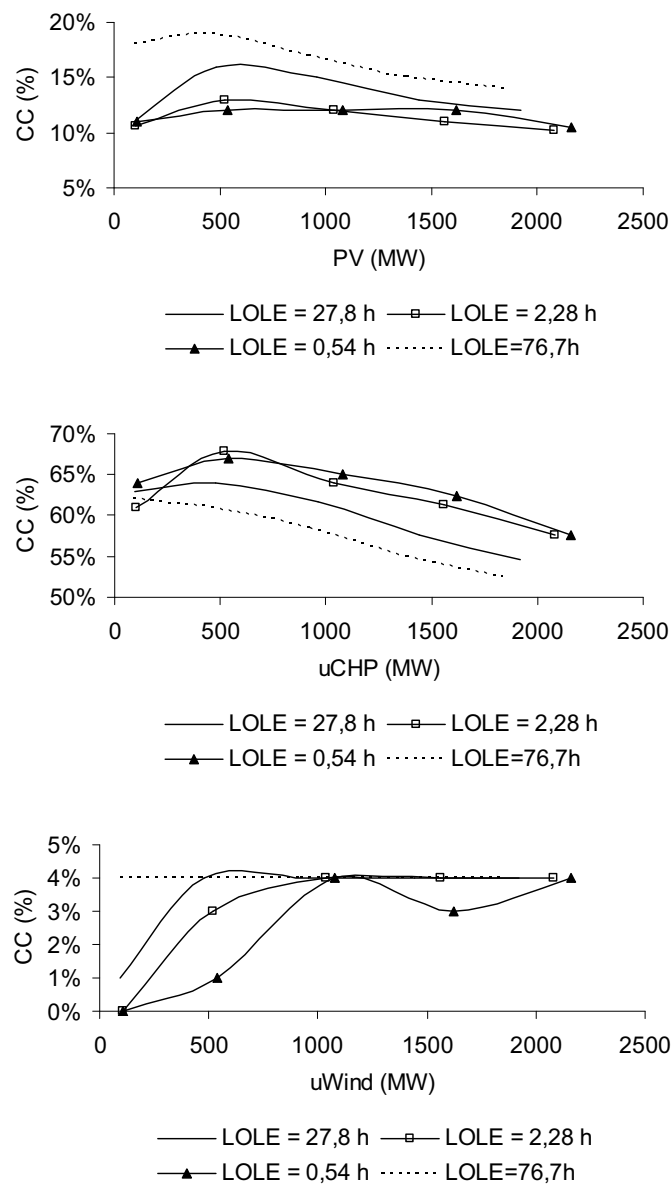 20%
15%
10%
5%
CC (%)
0 500 1000 1500 2000 2500
PV (MW)
LOLE = 27,8 h LOLE = 2,28 h
LOLE = 0,54 h LOLE=76,7h
70%
65%
60%
55%
50%
CC (%)
0 500 1000 1500 2000 2500
uCHP (MW)
LOLE = 27,8 h LOLE = 2,28 h
LOLE = 0,54 h LOLE=76,7h
5%
4%
3%
2%
1%
0%
CC (%)
0 500 1000 1500 2000 2500
uWind (MW)
LOLE = 27,8 h LOLE = 2,28 h
LOLE = 0,54 h LOLE=76,7h